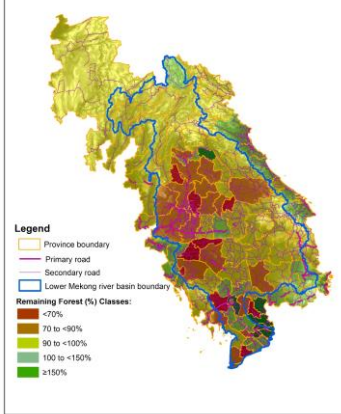 Legend
Province boundary
Primary road
Secondary road
Lower Mekong river basin boundary
Remaining Forest (%) Classes:
<70%
70 to <90%
90 to <100%
100 to <150%
≥150%